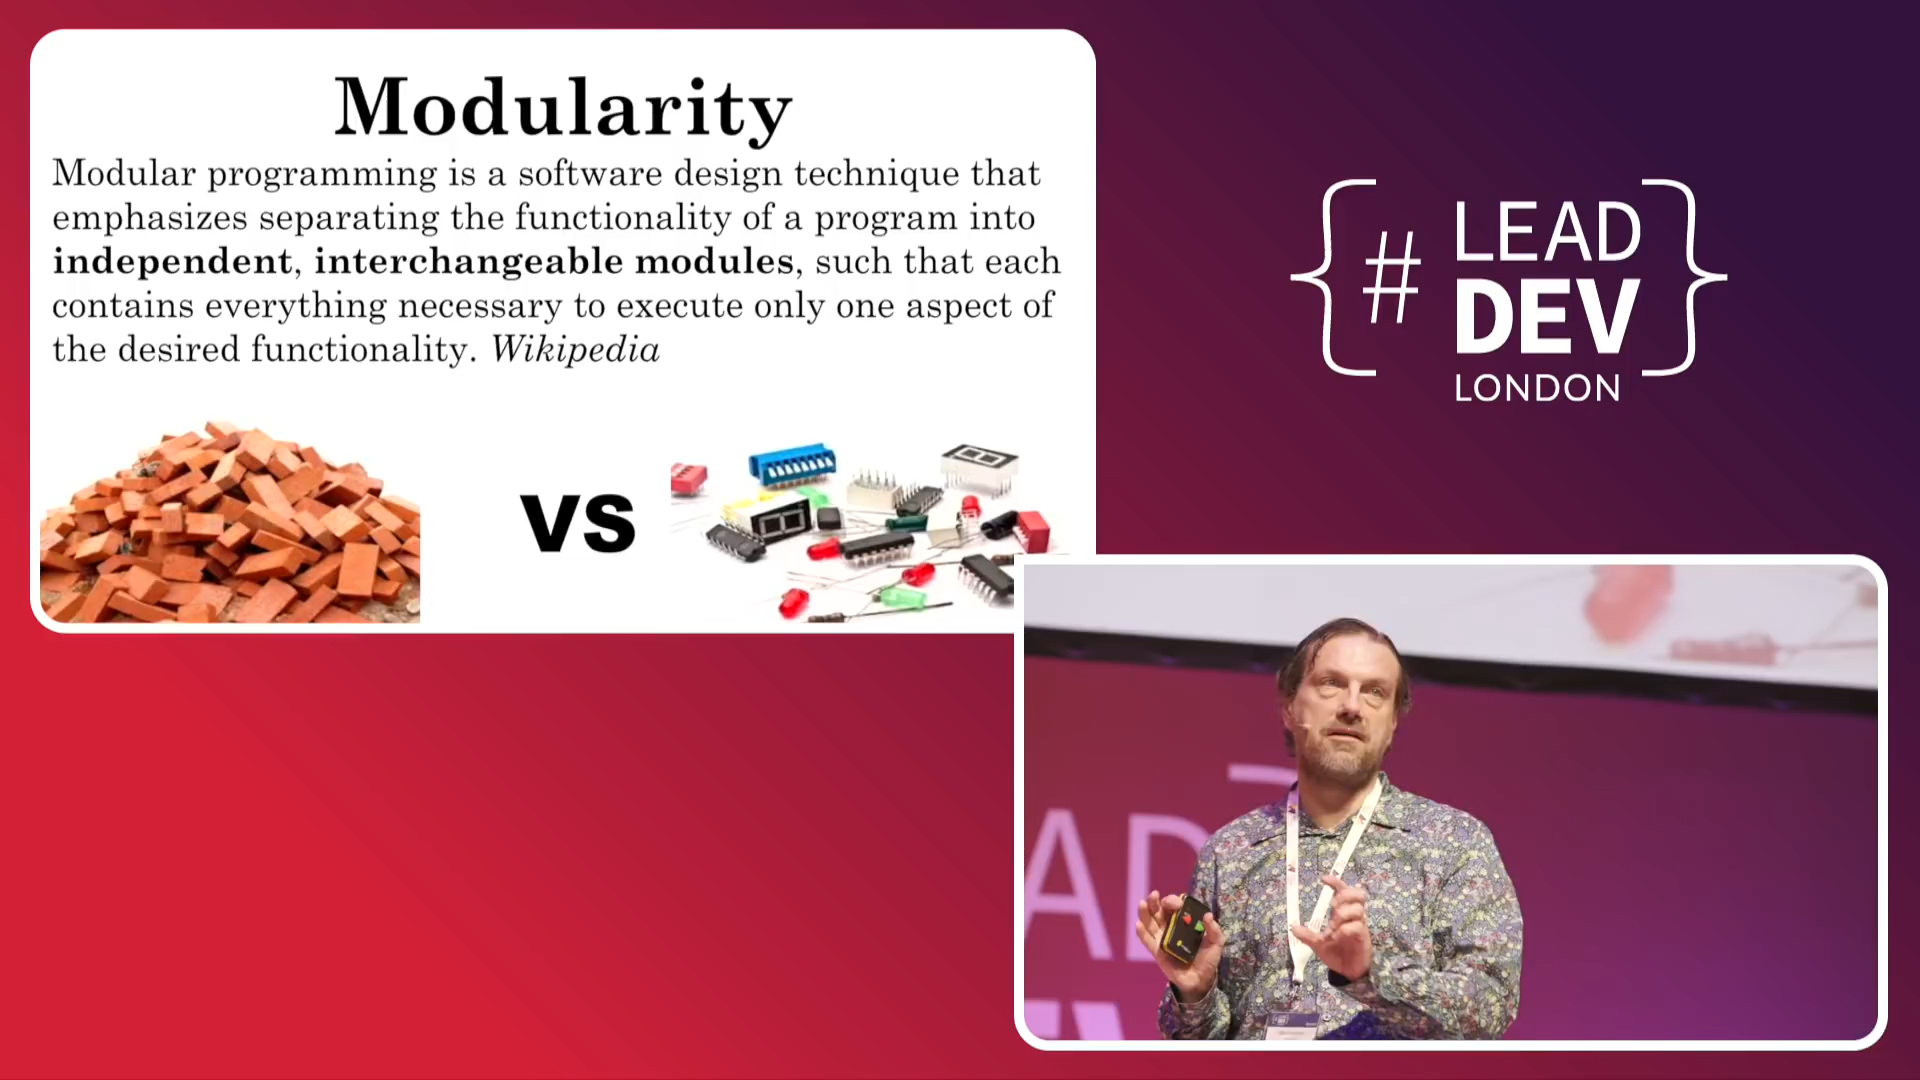 Modularity
Modular programming is a software design technique that
emphasizes separating the functionality of a program into
independent, interchangeable modules, such that each
contains everything necessary to execute only one aspect of
the desired functionality. Wikipedia
VS
{# LEAD
DEV}
LONDON
AD